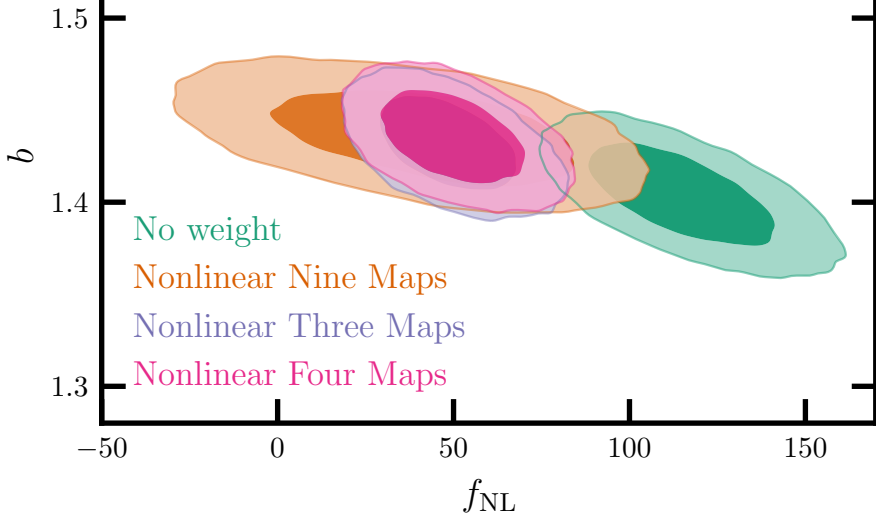 1.5
1.4
1.3
b
No weight
Nonlinear Nine Maps
Nonlinear Three Maps
Nonlinear Four Maps
−50 0 50 100 150
f_NL